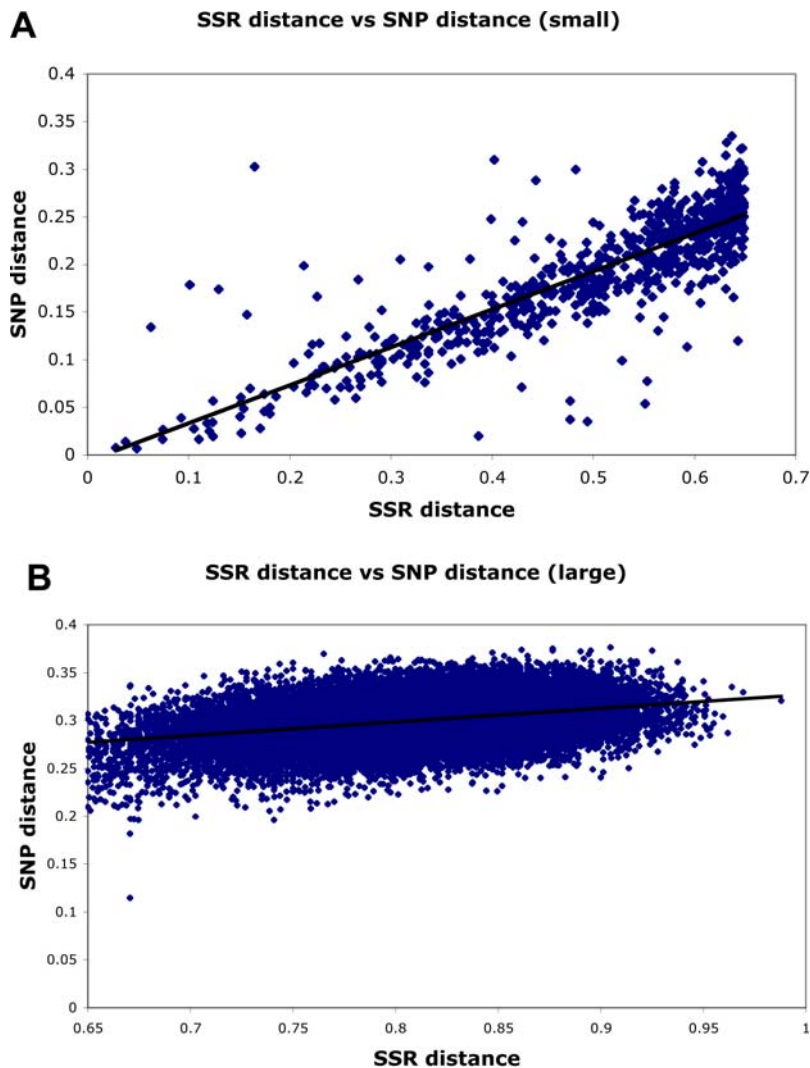 A
SSR distance vs SNP distance (small)
0.4
0.35
0.3
0.25
0.2
0.15
0.1
0.05
0
SNP distance
0 0.1 0.2 0.3 0.4 0.5 0.6 0.7
SSR distance
B
SSR distance vs SNP distance (large)
0.4
0.35
0.3
0.25
0.2
0.15
0.1
0.05
0
SNP distance
0.65 0.7 0.75 0.8 0.85 0.9 0.95 1
SSR distance